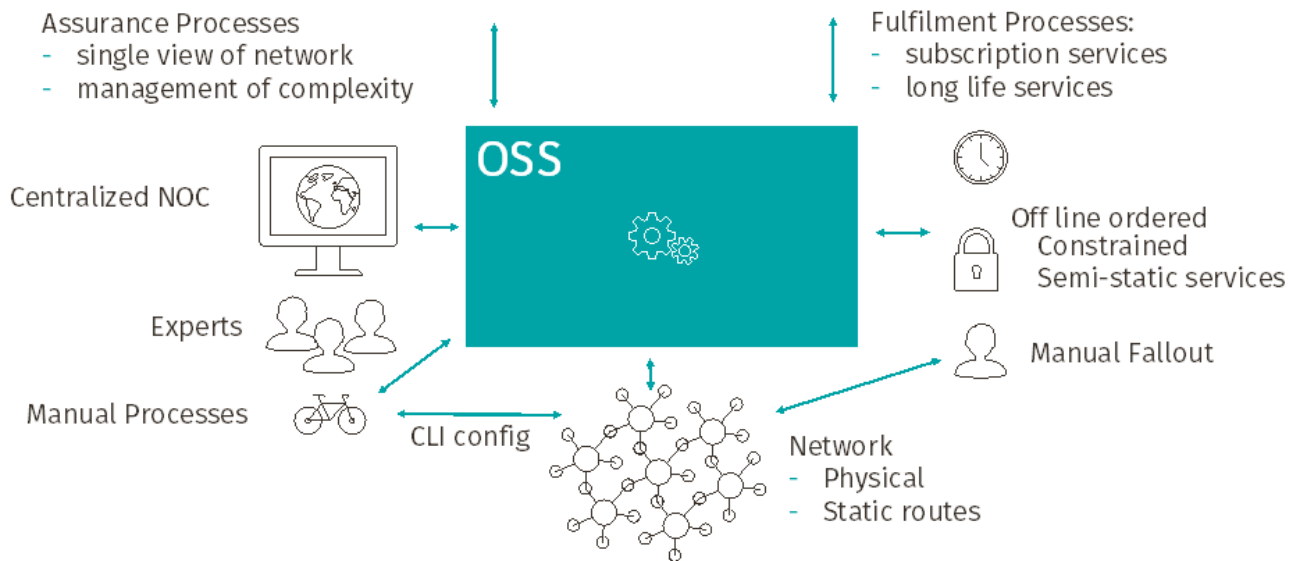 Assurance Processes
- single view of network
- management of complexity
Fulfilment Processes:
- subscription services
- long life services
OSS
Centralized NOC
Off line ordered
Constrained
Semi-static services
Experts
Manual Fallout
Manual Processes
CLI config
Network
- Physical
- Static routes